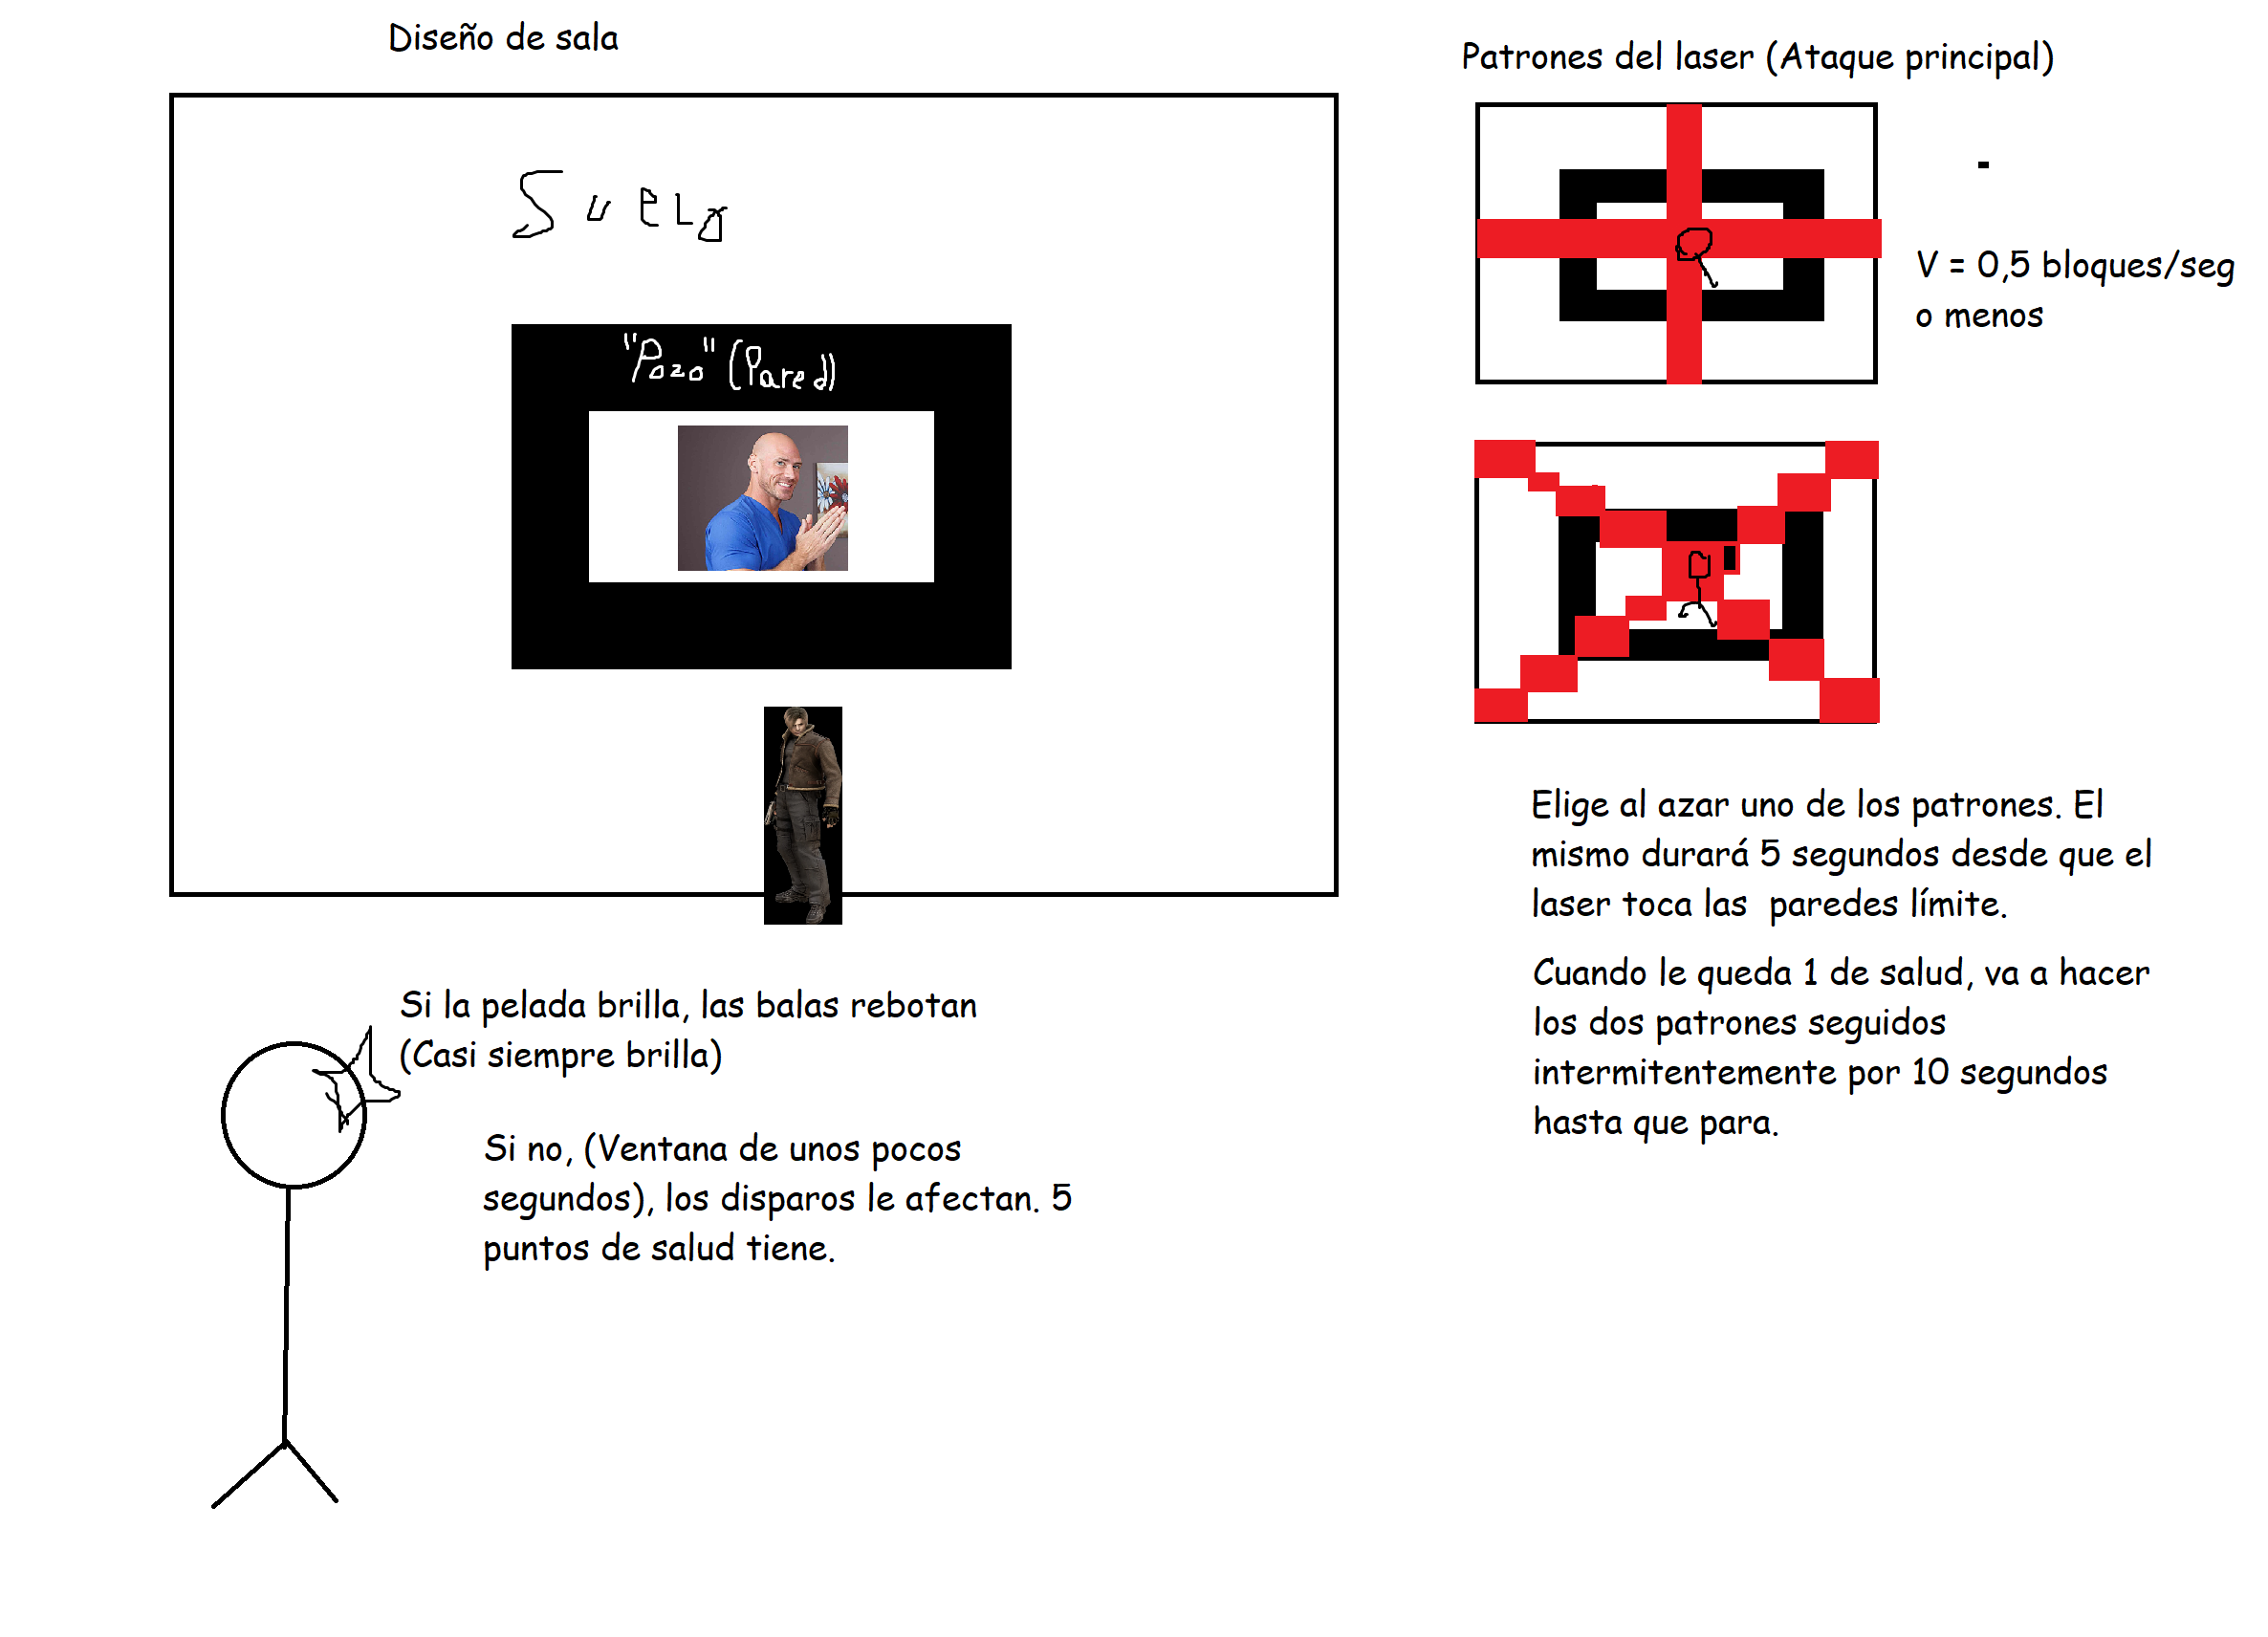 Diseño de sala
Suelo
"Pozo" (Pared)
Si la pelada brilla, las balas rebotan
(Casi siempre brilla)
Si no, (Ventana de unos pocos
segundos), los disparos le afectan. 5
puntos de salud tiene.
Patrones del laser (Ataque principal)
V = 0,5 bloques/seg
o menos
Elige al azar uno de los patrones. El
mismo durará 5 segundos desde que el
laser toca las  paredes límite.
Cuando le queda 1 de salud, va a hacer
los dos patrones seguidos
intermitentemente por 10 segundos
hasta que para.